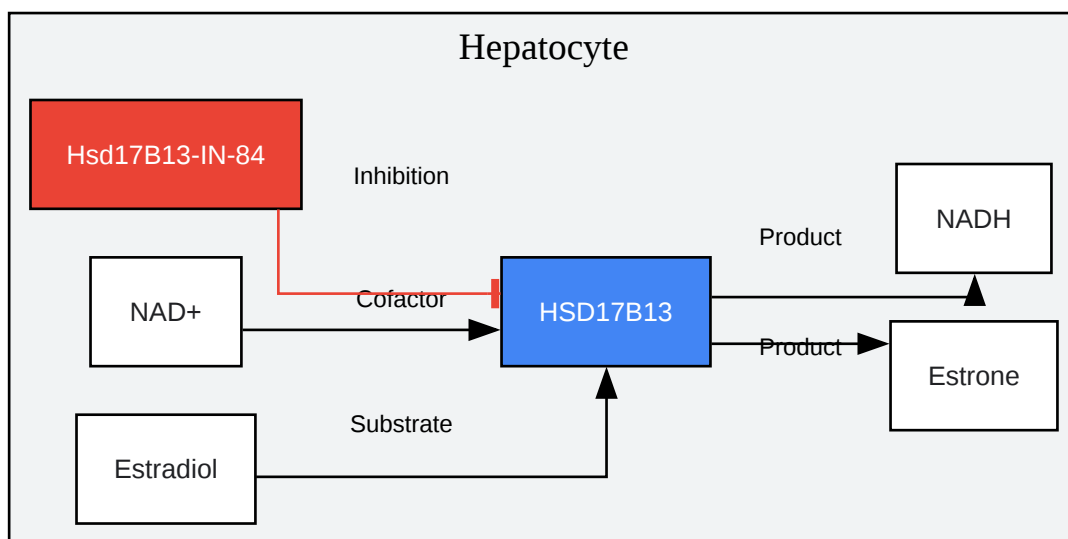 Hepatocyte
Hsd17B13-IN-84
Inhibition
NADH
Product
NAD+
Cofactor
HSD17B13
Product
Estrone
Substrate
Estradiol